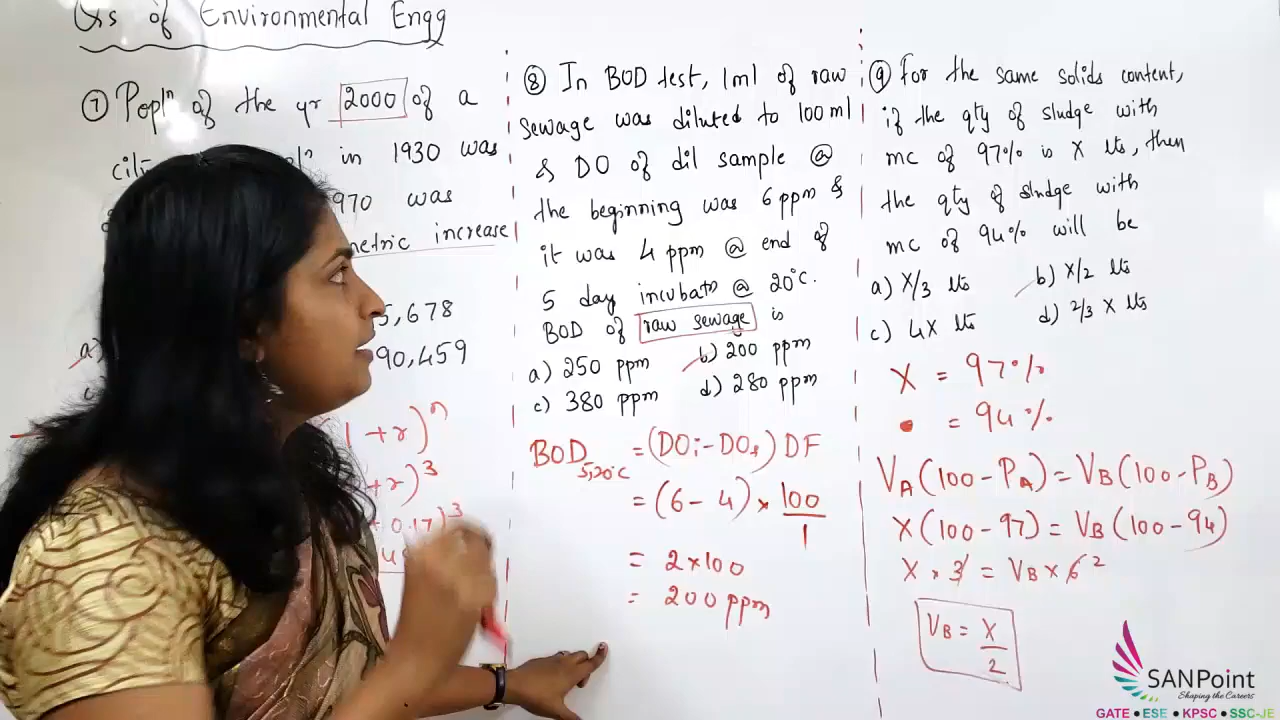 Qs of Environmental Engg
⑦ Popln of the yr 2000 of a
in 1930 was
970 was
metric increase
5,678
a)
90,459
1+r)^n
+r)^3
+ 0.17)^3
⑧ In BOD test, 1ml of raw
sewage was diluted to 100 ml
& DO of dil sample @
the beginning was 6 ppm &
it was 4 ppm @ end of
5 day incubatn @ 20°C.
BOD of raw sewage is
a) 250 ppm b) 200 ppm
c) 380 ppm d) 280 ppm
BOD5,20°C = (DOi - DOf) DF
= (6 - 4) × 100/1
= 2×100
= 200 ppm
⑨ For the same solids content,
if the qty of sludge with
mc of 97% is X lts, then
the qty of sludge with
mc of 94% will be
a) X/3 lts b) X/2 lts
c) 4X lts d) 2/3 X lts
X = 97%
= 94%
VA(100 - PA) = VB(100 - PB)
X(100 - 97) = VB(100 - 94)
X × 3 = VB × 6 2
VB = X/2
SANPoint
Shaping the Careers
GATE • ESE • KPSC • SSC-JE